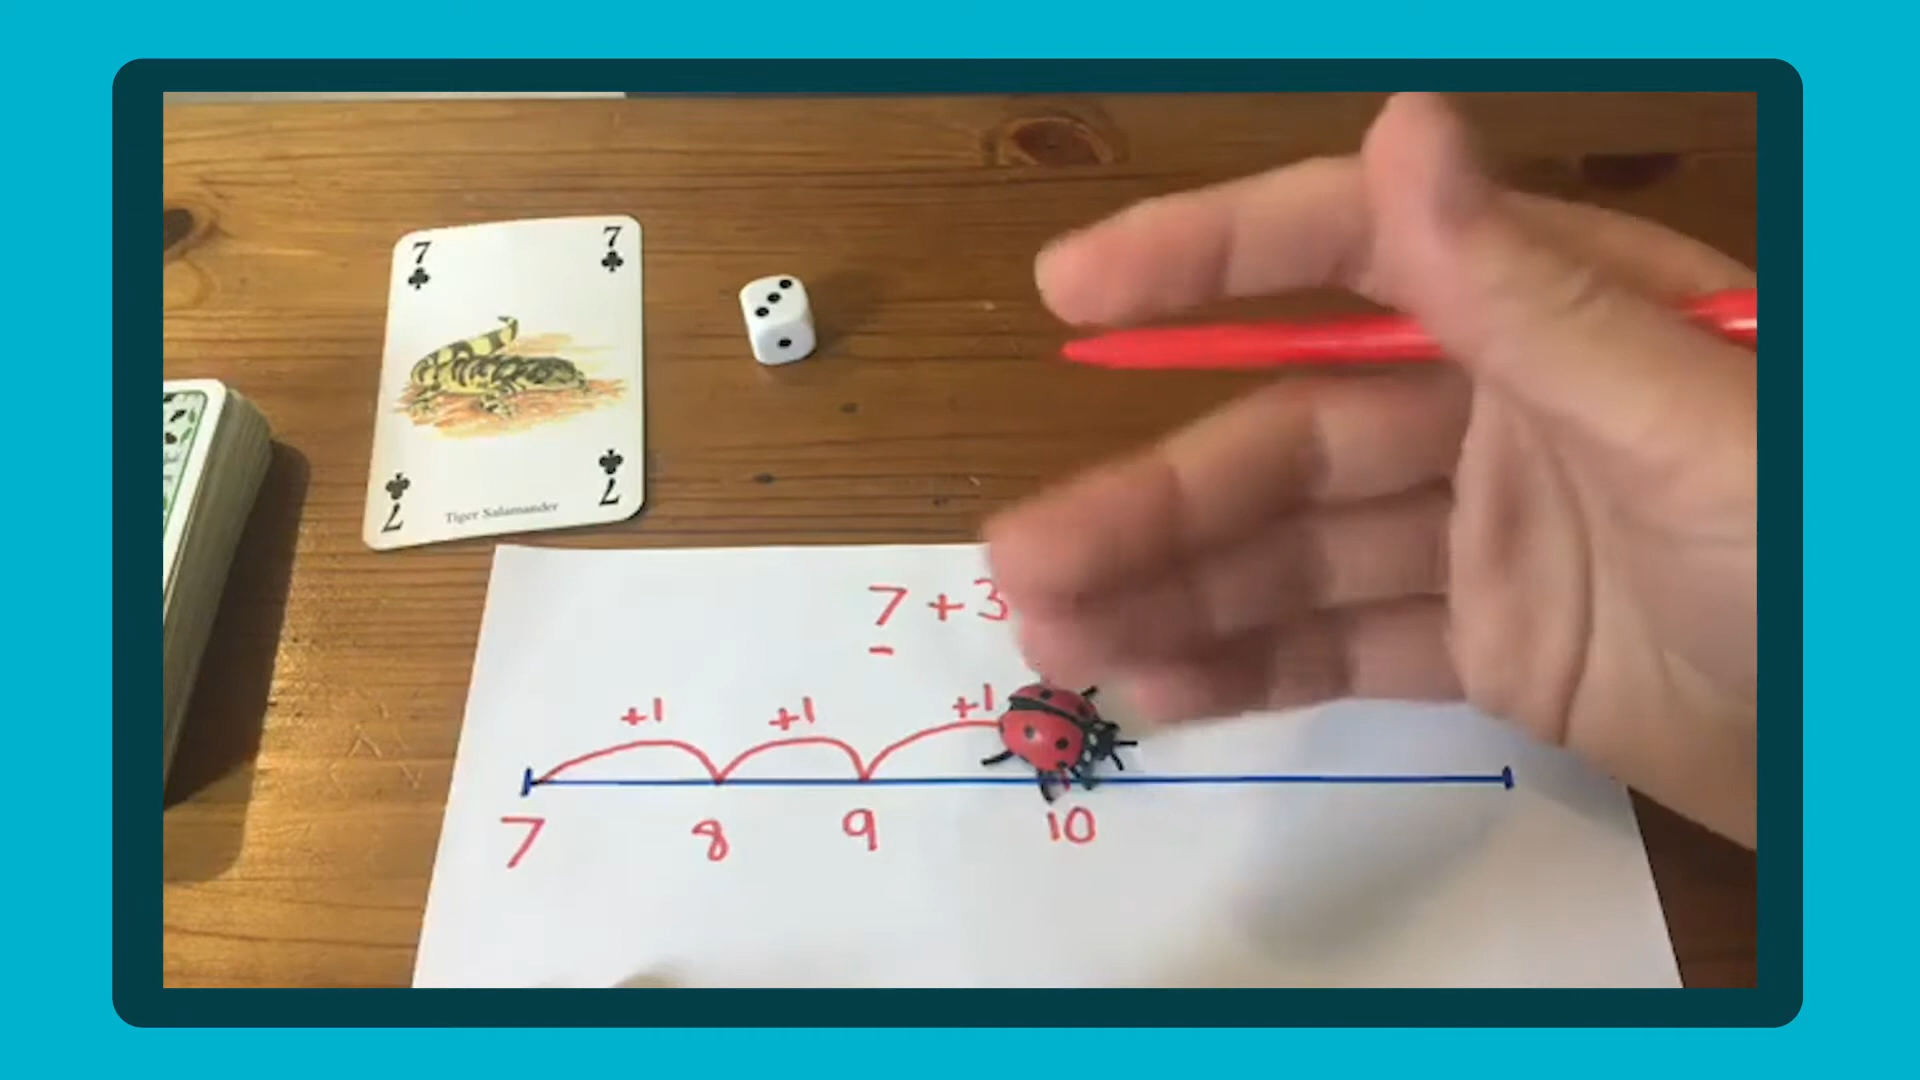 7 7
Tiger Salamander
7 7
7 + 3
+1 +1 +1
7 8 9 10